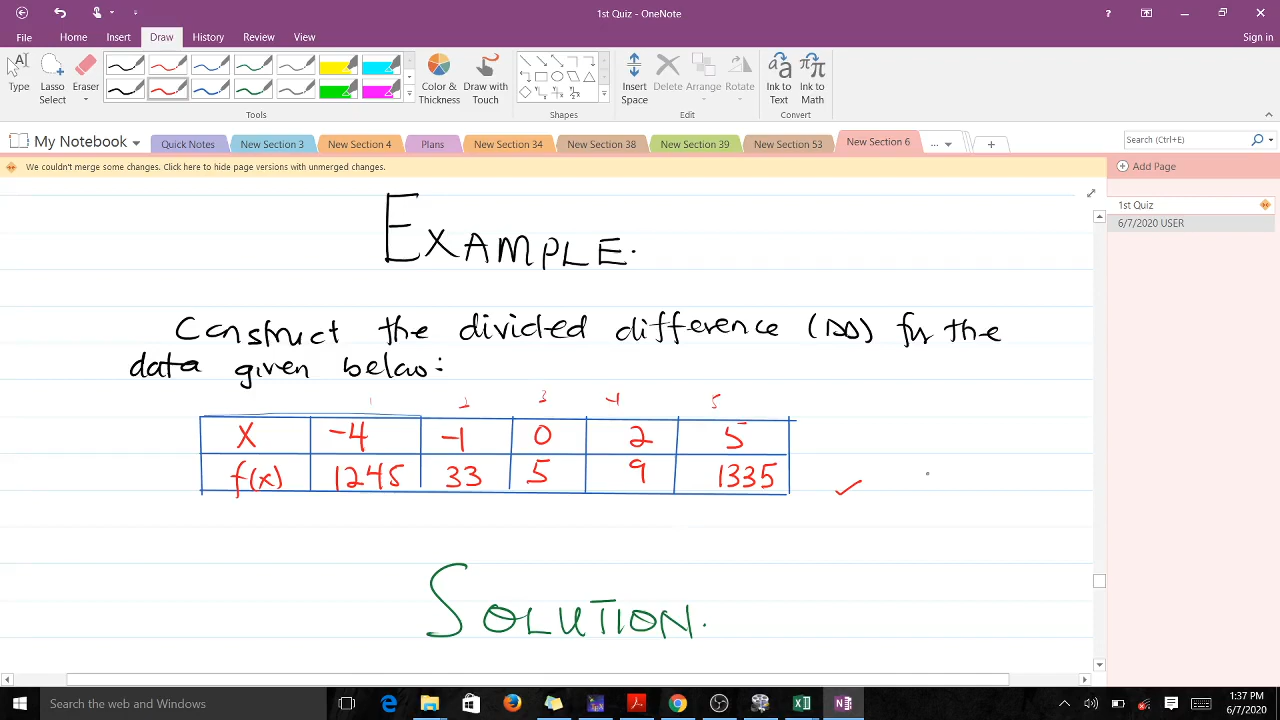 1st Quiz - OneNote
File Home Insert Draw History Review View
Type Lasso Select Eraser Color & Thickness Draw with Touch Insert Space Delete Arrange Rotate Ink to Text Ink to Math
Tools Shapes Edit Convert
My Notebook Quick Notes New Section 3 New Section 4 Plans New Section 34 New Section 38 New Section 39 New Section 53 New Section 6 ... Search (Ctrl+E)
We couldn't merge some changes. Click here to hide page versions with unmerged changes.
Add Page
1st Quiz
6/7/2020 USER
EXAMPLE.
Construct the divided difference (DD) for the
data given below:
1 2 3 4 5
X -4 -1 0 2 5
f(x) 1245 33 5 9 1335
SOLUTION.
Search the web and Windows
1:37 PM
6/7/2020